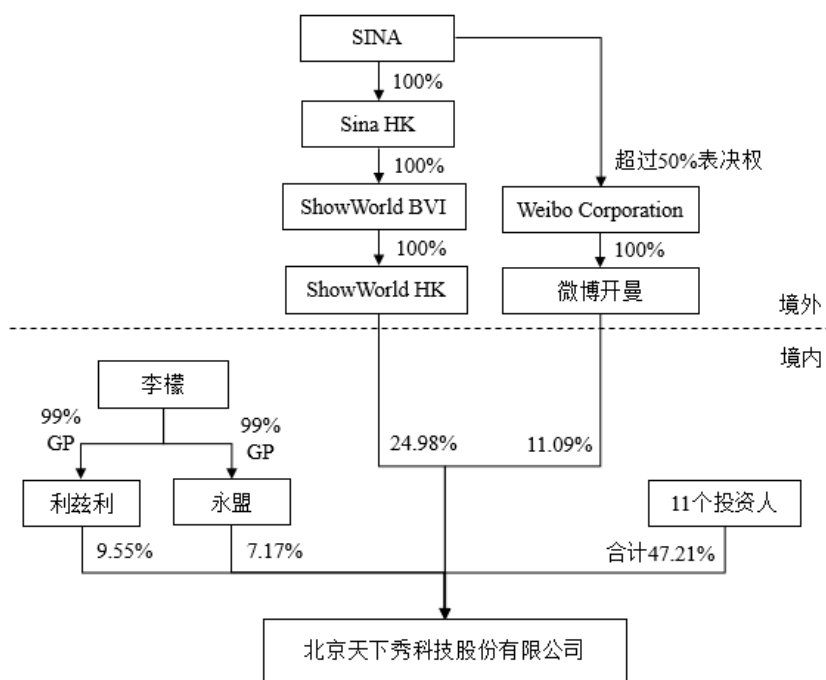 SINA
100%
Sina HK
100%
超过50%表决权
ShowWorld BVI
Weibo Corporation
100%
100%
ShowWorld HK
微博开曼
境外
境内
李檬
99%
GP
99%
GP
24.98%
11.09%
利兹利
永盟
11个投资人
9.55%
7.17%
合计47.21%
北京天下秀科技股份有限公司